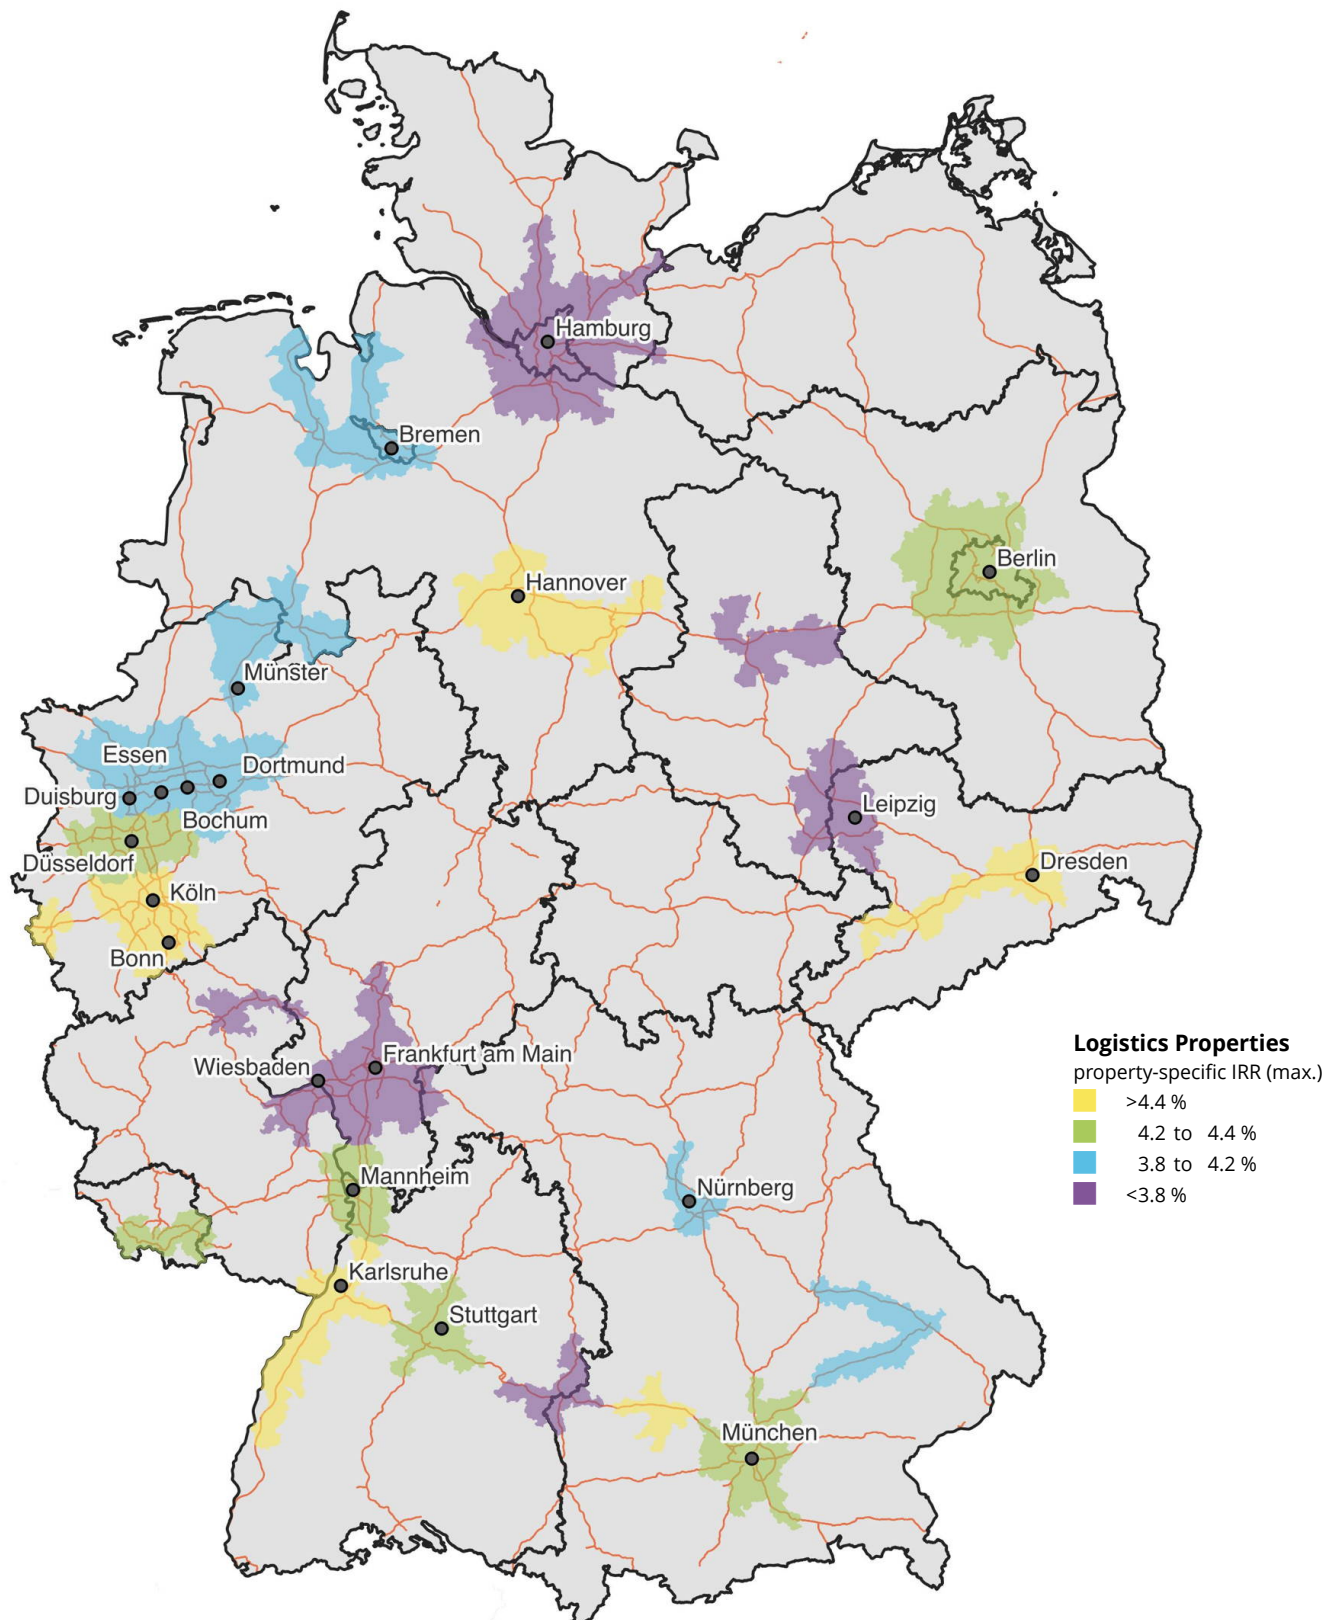 Hamburg
Bremen
Berlin
Hannover
Münster
Essen
Dortmund
Duisburg
Bochum
Leipzig
Düsseldorf
Dresden
Köln
Bonn
Frankfurt am Main
Wiesbaden
Logistics Properties
property-specific IRR (max.)
>4.4 %
4.2 to 4.4 %
3.8 to 4.2 %
<3.8 %
Mannheim
Nürnberg
Karlsruhe
Stuttgart
München